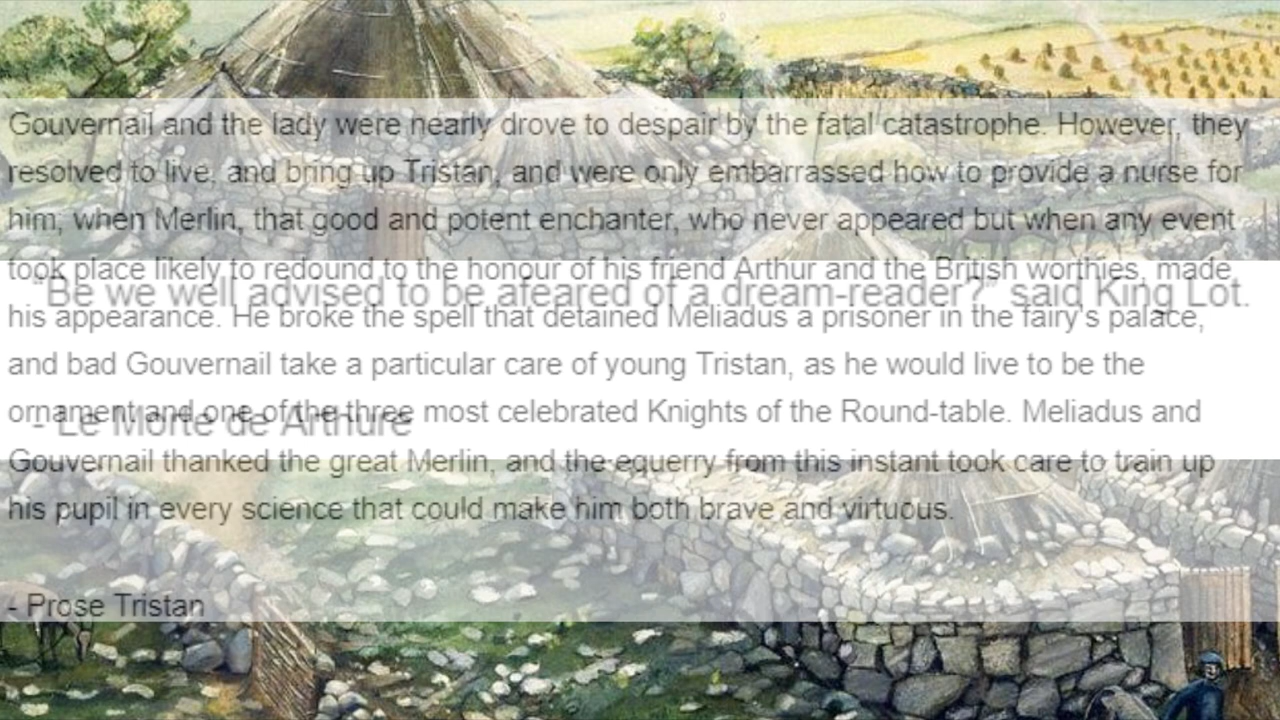 Gouvernail and the lady were nearly drove to despair by the fatal catastrophe. However, they
resolved to live, and bring up Tristan, and were only embarrassed how to provide a nurse for
him; when Merlin, that good and potent enchanter, who never appeared but when any event
took place likely to redound to the honour of his friend Arthur and the British worthies, made
"Be we well advised to be afeared of a dream-reader?" said King Lot.
his appearance. He broke the spell that detained Meliadus a prisoner in the fairy's palace,
and bad Gouvernail take a particular care of young Tristan, as he would live to be the
ornament and one of the three most celebrated Knights of the Round-table. Meliadus and
- Le Morte de Arthure
Gouvernail thanked the great Merlin, and the equerry from this instant took care to train up
his pupil in every science that could make him both brave and virtuous.
- Prose Tristan